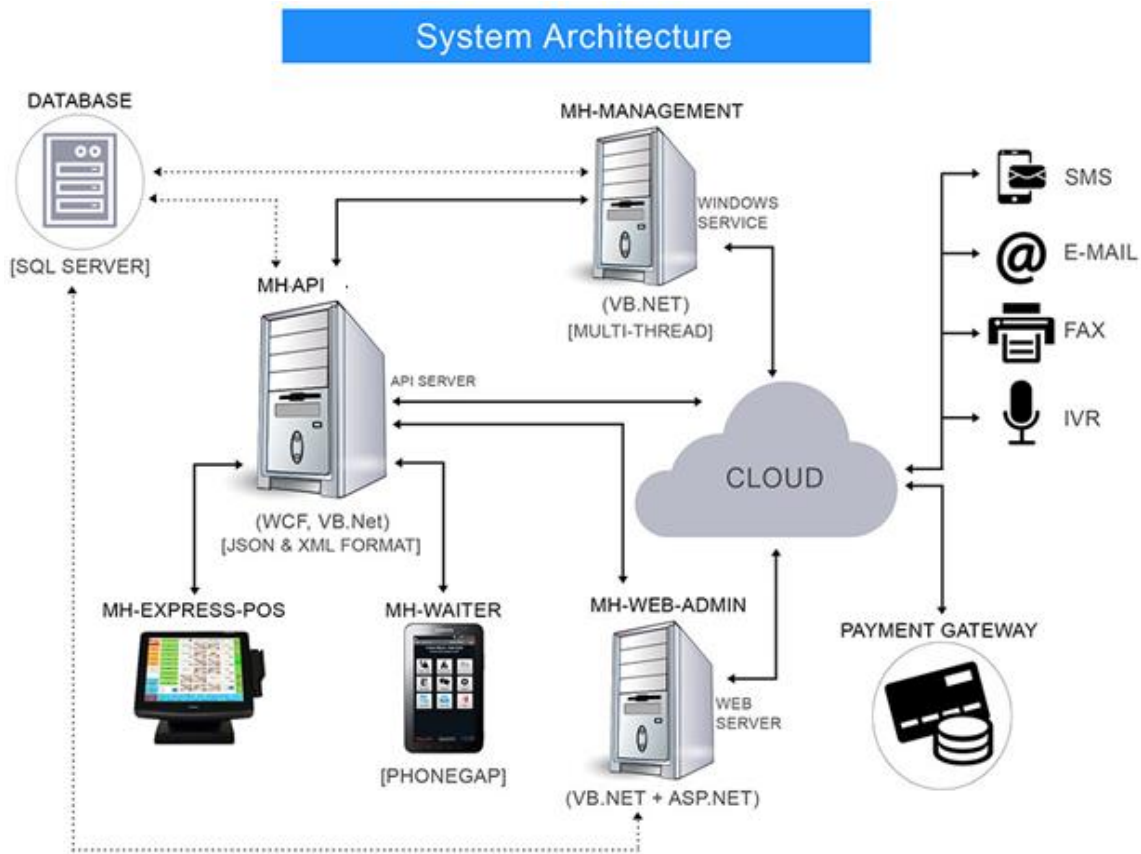 System Architecture
DATABASE
[SQL SERVER]
MH-MANAGEMENT
WINDOWS
SERVICE
(VB.NET)
[MULTI-THREAD]
SMS
E-MAIL
FAX
IVR
MH-API
API SERVER
(WCF, VB.Net)
[JSON & XML FORMAT]
CLOUD
MH-EXPRESS-POS
MH-WAITER
[PHONEGAP]
MH-WEB-ADMIN
WEB
SERVER
(VB.NET + ASP.NET)
PAYMENT GATEWAY